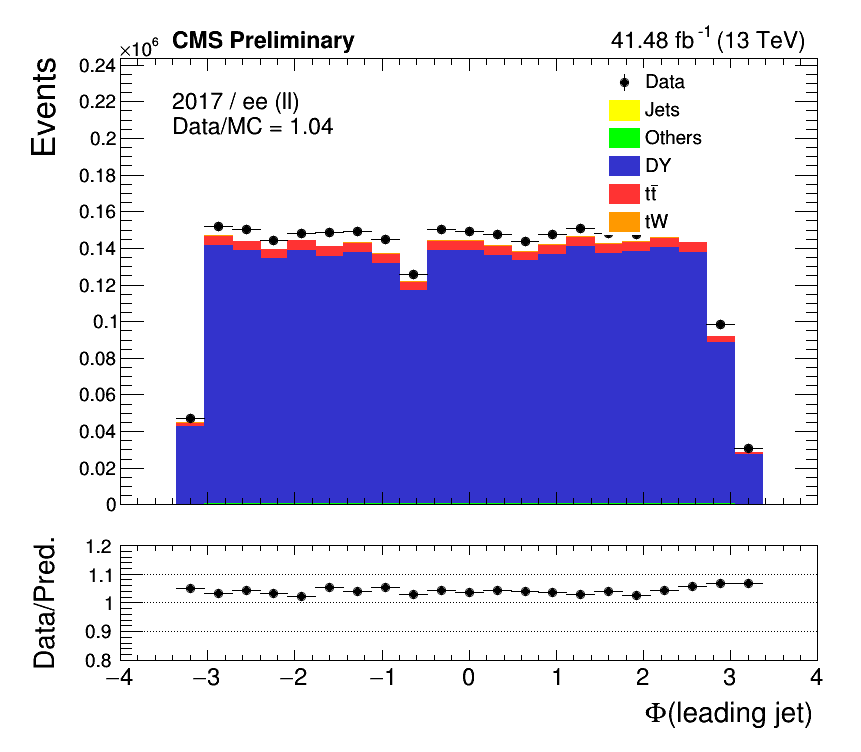 ×10⁶ CMS Preliminary 41.48 fb⁻¹ (13 TeV)
Events
2017 / ee (ll)
Data/MC = 1.04
Data
Jets
Others
DY
tt̄
tW
0.24
0.22
0.2
0.18
0.16
0.14
0.12
0.1
0.08
0.06
0.04
0.02
0
Data/Pred.
1.2
1.1
1
0.9
0.8
−4 −3 −2 −1 0 1 2 3 4
Φ(leading jet)